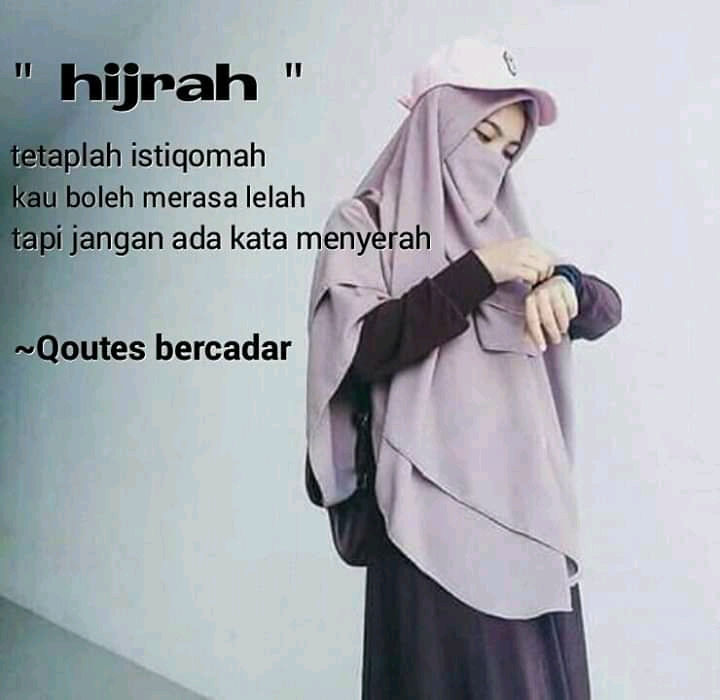 " hijrah "
tetaplah istiqomah
kau boleh merasa lelah
tapi jangan ada kata menyerah
~Qoutes bercadar